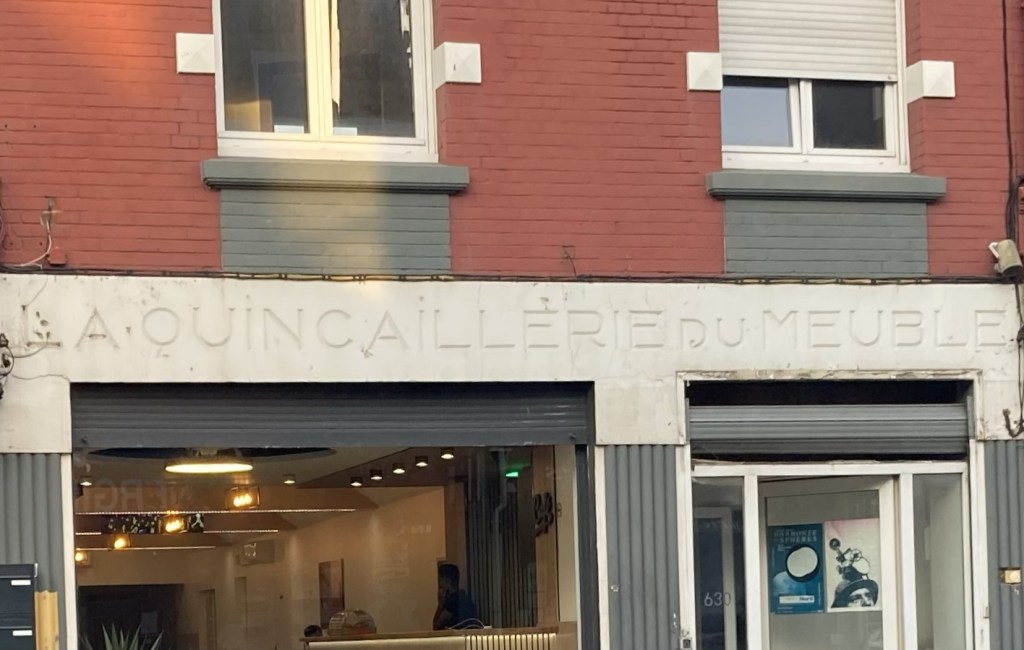 LA QUINCAILLERIE DU MEUBLE
630